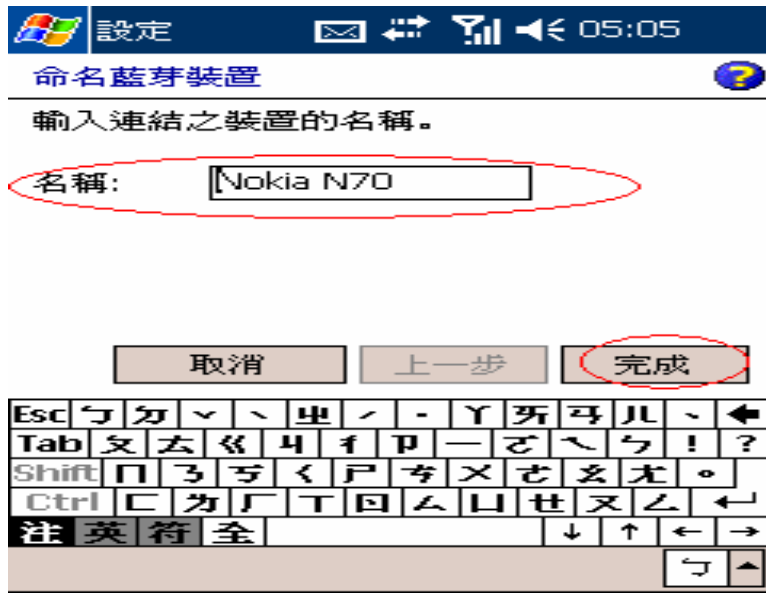 設定 05:05
命名藍芽裝置
輸入連結之裝置的名稱。
名稱: Nokia N70
取消 上一步 完成
Esc ㄅ ㄉ ˇ ˋ ㄓ ˊ ˙ ㄚ ㄞ ㄢ ㄦ 、
Tab ㄆ ㄊ ㄍ ㄐ ㄔ ㄗ ㄧ ㄛ ㄟ ㄣ ! ?
Shift ㄇ ㄋ ㄎ ㄑ ㄕ ㄘ ㄨ ㄜ ㄠ ㄤ 。
Ctrl ㄈ ㄌ ㄏ ㄒ ㄖ ㄙ ㄩ ㄝ ㄡ ㄥ ↵
注 英 符 全 ↓ ↑ ← →
ㄅ